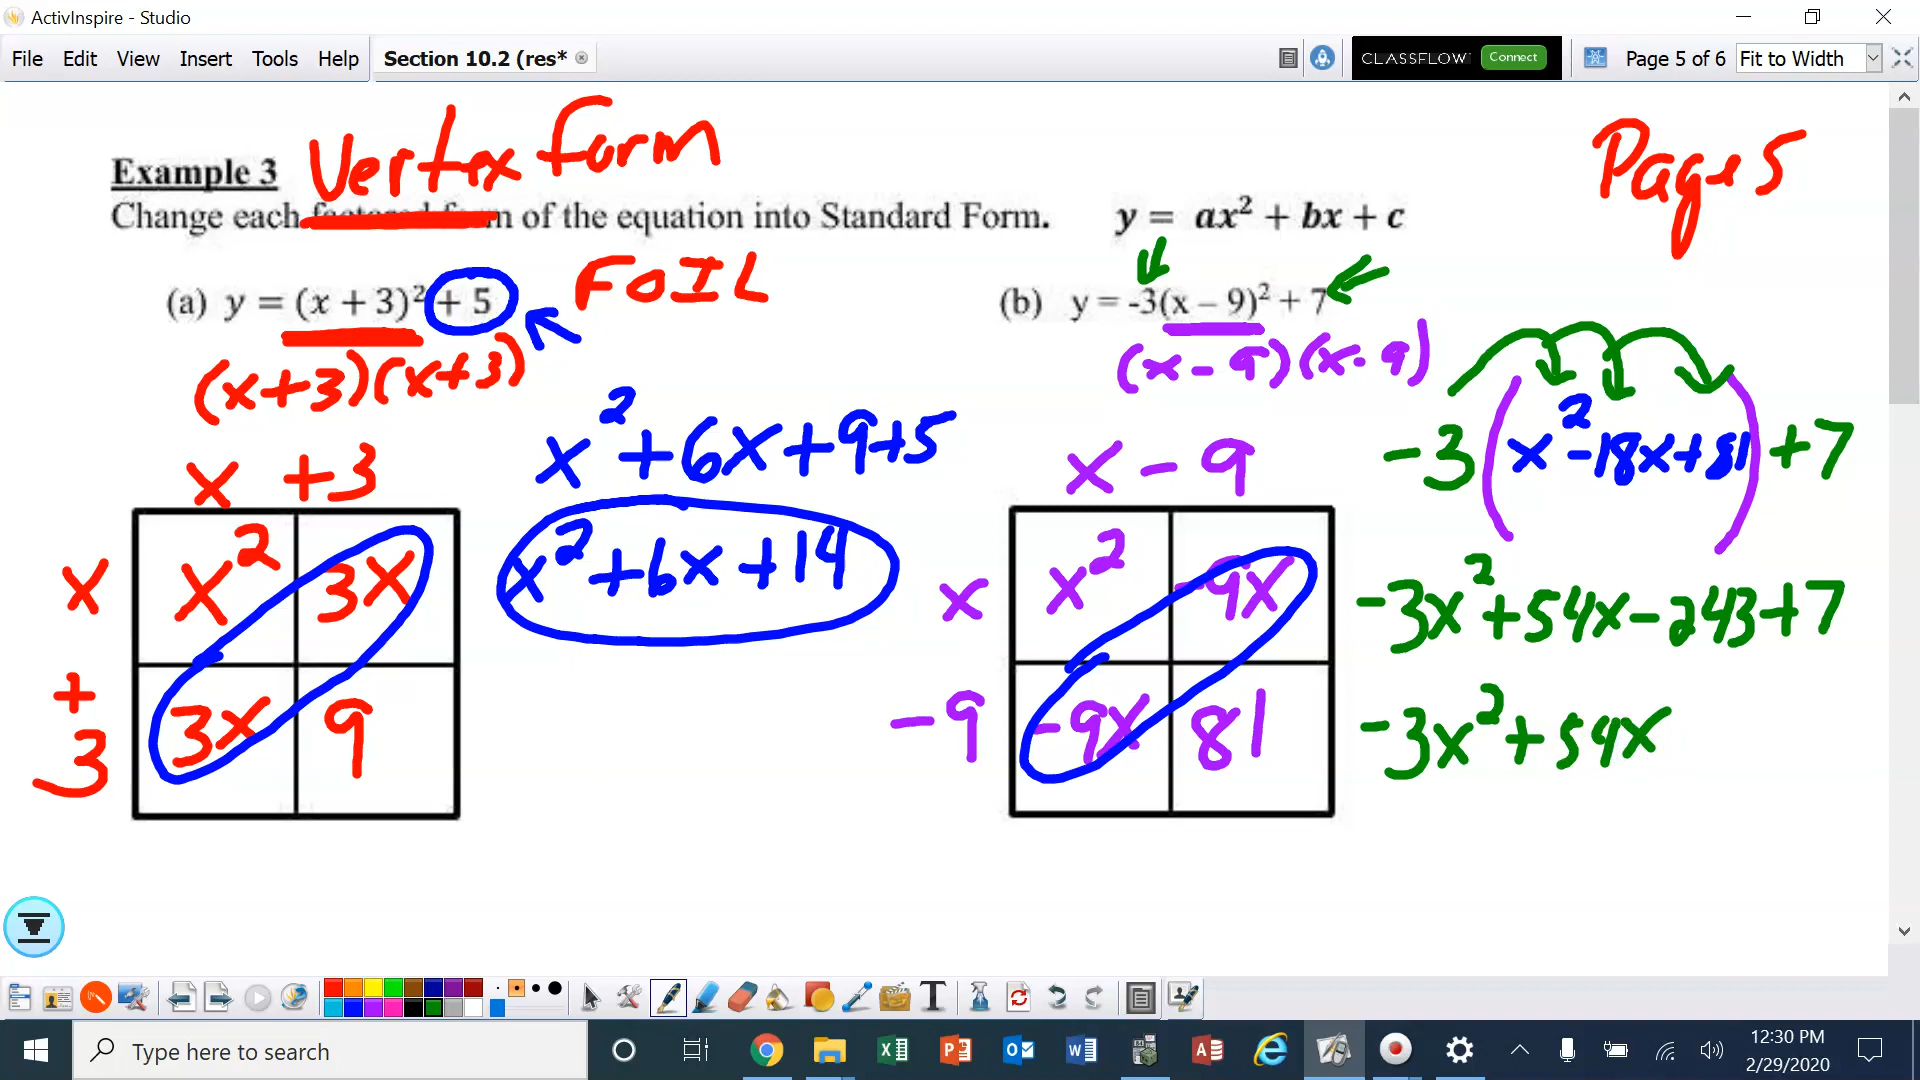 ActivInspire - Studio
File Edit View Insert Tools Help Section 10.2 (res* CLASSFLOW Connect Page 5 of 6 Fit to Width
Vertex form
Page 5
Example 3
Change each factored form of the equation into Standard Form. y = ax² + bx + c
FOIL
(a) y = (x + 3)² + 5
(b) y = -3(x – 9)² + 7
(x+3)(x+3)
(x - 9)(x - 9)
x² +6x+9+5
-3(x² -18x+81)+7
x +3
x - 9
x² +6x +14
x x² 3x
x x² -9x
-3x² +54x-243+7
+3 3x 9
-9 -9x 81
-3x² +54x
Type here to search
12:30 PM
2/29/2020